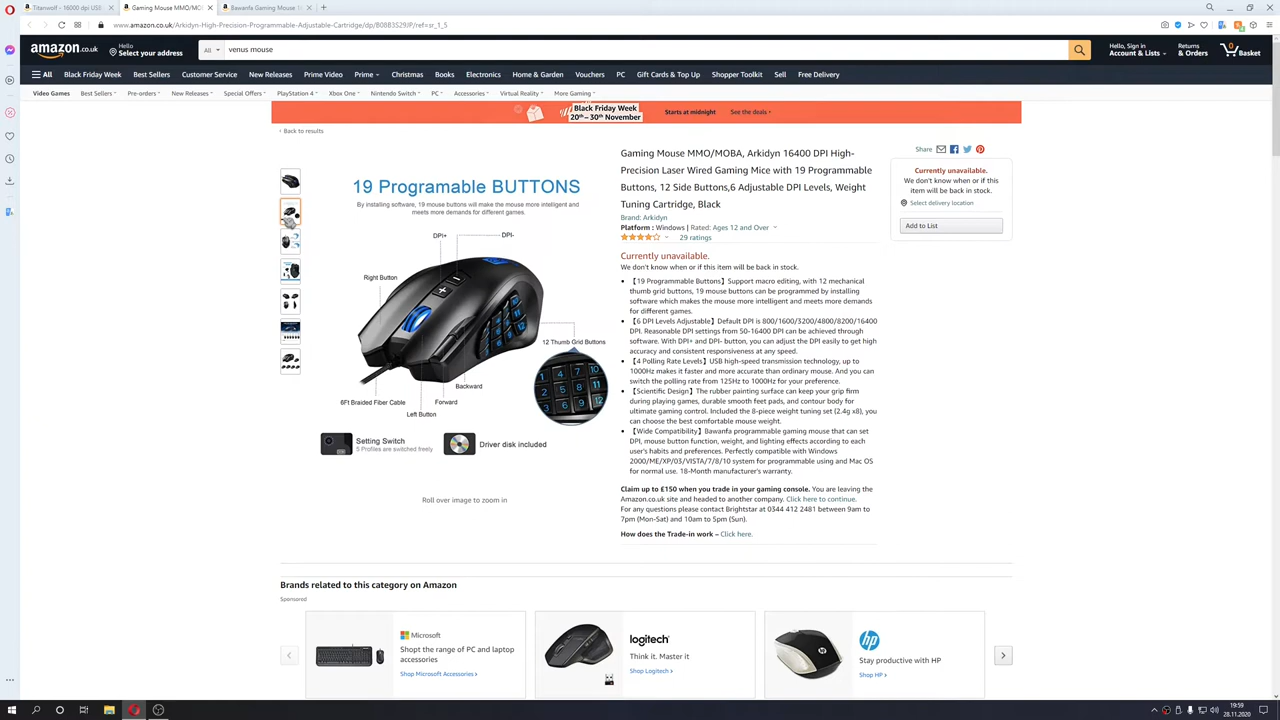 Titanwolf - 16000 dpi USB
Gaming Mouse MMO/MO
Bawanfa Gaming Mouse
www.amazon.co.uk/Arkidyn-High-Precision-Programmable-Adjustable-Cartridge/dp/B08B3S29JP/ref=sr_1_5
amazon.co.uk
Hello
Select your address
All
venus mouse
Hello, Sign in
Account & Lists
Returns
& Orders
0
Basket
All
Black Friday Week
Best Sellers
Customer Service
New Releases
Prime Video
Prime
Christmas
Books
Electronics
Home & Garden
Vouchers
PC
Gift Cards & Top Up
Shopper Toolkit
Sell
Free Delivery
Video Games
Best Sellers
Pre-orders
New Releases
Special Offers
PlayStation 4
Xbox One
Nintendo Switch
PC
Accessories
Virtual Reality
More Gaming
Black Friday Week
20th – 30th November
Starts at midnight
See the deals ›
‹ Back to results
19 Programable BUTTONS
By installing software, 19 mouse buttons will make the mouse more intelligent and
meets more demands for different games.
DPI+
DPI-
Right Button
12 Thumb Grid Buttons
Backward
6Ft Braided Fiber Cable
Forward
Left Button
1 4 7 10
2 5 8 11
3 6 9 12
Setting Switch
5 Profiles are switched freely
Driver disk included
Roll over image to zoom in
Gaming Mouse MMO/MOBA, Arkidyn 16400 DPI High-
Precision Laser Wired Gaming Mice with 19 Programmable
Buttons, 12 Side Buttons,6 Adjustable DPI Levels, Weight
Tuning Cartridge, Black
Brand: Arkidyn
Platform : Windows | Rated: Ages 12 and Over
29 ratings
Currently unavailable.
We don't know when or if this item will be back in stock.
• 【19 Programmable Buttons】Support macro editing, with 12 mechanical
thumb grid buttons, 19 mouse buttons can be programmed by installing
software which makes the mouse more intelligent and meets more demands
for different games.
• 【6 DPI Levels Adjustable】Default DPI is 800/1600/3200/4800/8200/16400
DPI. Reasonable DPI settings from 50-16400 DPI can be achieved through
software. With DPI+ and DPI- button, you can adjust the DPI easily to get high
accuracy and consistent responsiveness at any speed.
• 【4 Polling Rate Levels】USB high-speed transmission technology, up to
1000Hz makes it faster and more accurate than ordinary mouse. And you can
switch the polling rate from 125Hz to 1000Hz for your preference.
• 【Scientific Design】The rubber painting surface can keep your grip firm
during playing games, durable smooth feet pads, and contour body for
ultimate gaming control. Included the 8-piece weight tuning set (2.4g x8), you
can choose the best comfortable mouse weight.
• 【Wide Compatibility】Bawanfa programmable gaming mouse that can set
DPI, mouse button function, weight, and lighting effects according to each
user's habits and preferences. Perfectly compatible with Windows
2000/ME/XP/03/VISTA/7/8/10 system for programmable using and Mac OS
for normal use. 18-Month manufacturer's warranty.
Claim up to £150 when you trade in your gaming console. You are leaving the
Amazon.co.uk site and headed to another company. Click here to continue.
For any questions please contact Brightstar at 0344 412 2481 between 9am to
7pm (Mon-Sat) and 10am to 5pm (Sun).
How does the Trade-in work – Click here.
Share
Currently unavailable.
We don't know when or if this
item will be back in stock.
Select delivery location
Add to List
Brands related to this category on Amazon
Sponsored
Microsoft
Shopt the range of PC and laptop
accessories
Shop Microsoft Accessories ›
logitech
Think it. Master it
Shop Logitech ›
hp
Stay productive with HP
Shop HP ›
19:59
28.11.2020